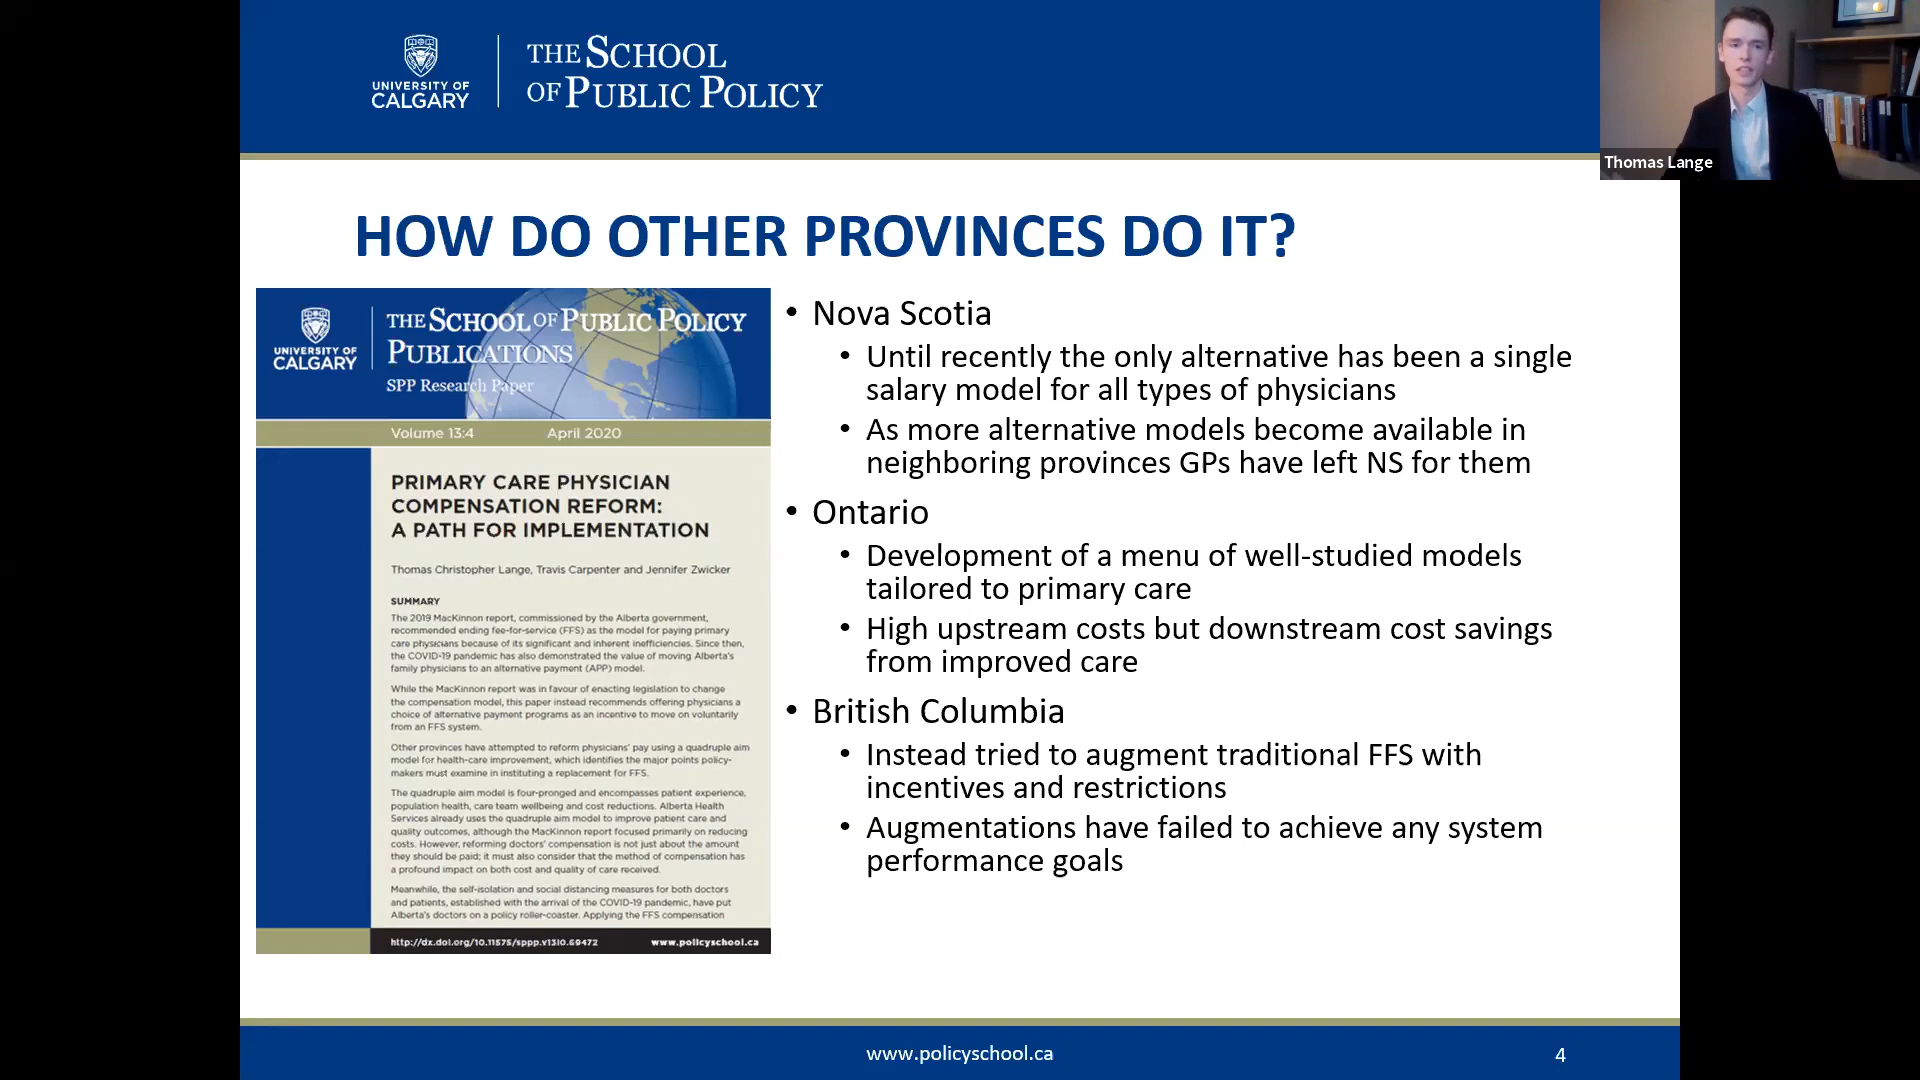 UNIVERSITY OF
CALGARY
THE SCHOOL
OF PUBLIC POLICY
Thomas Lange
HOW DO OTHER PROVINCES DO IT?
UNIVERSITY OF
CALGARY
THE SCHOOL OF PUBLIC POLICY
PUBLICATIONS
SPP Research Paper
Volume 13:4 April 2020
PRIMARY CARE PHYSICIAN
COMPENSATION REFORM:
A PATH FOR IMPLEMENTATION
Thomas Christopher Lange, Travis Carpenter and Jennifer Zwicker
SUMMARY
The 2019 MacKinnon report, commissioned by the Alberta government,
recommended ending fee-for-service (FFS) as the model for paying primary
care physicians because of its significant and inherent inefficiencies. Since then,
the COVID-19 pandemic has also demonstrated the value of moving Alberta's
family physicians to an alternative payment (APP) model.
While the MacKinnon report was in favour of enacting legislation to change
the compensation model, this paper instead recommends offering physicians a
choice of alternative payment programs as an incentive to move on voluntarily
from an FFS system.
Other provinces have attempted to reform physicians' pay using a quadruple aim
model for health-care improvement, which identifies the major points policy-
makers must examine in instituting a replacement for FFS.
The quadruple aim model is four-pronged and encompasses patient experience,
population health, care team wellbeing and cost reductions. Alberta Health
Services already uses the quadruple aim model to improve patient care and
quality outcomes, although the MacKinnon report focused primarily on reducing
costs. However, reforming doctors' compensation is not just about the amount
they should be paid; it must also consider that the method of compensation has
a profound impact on both cost and quality of care received.
Meanwhile, the self-isolation and social distancing measures for both doctors
and patients, established with the arrival of the COVID-19 pandemic, have put
Alberta's doctors on a policy roller-coaster. Applying the FFS compensation
http://dx.doi.org/10.11575/sppp.v13i0.69472 www.policyschool.ca
• Nova Scotia
• Until recently the only alternative has been a single
salary model for all types of physicians
• As more alternative models become available in
neighboring provinces GPs have left NS for them
• Ontario
• Development of a menu of well-studied models
tailored to primary care
• High upstream costs but downstream cost savings
from improved care
• British Columbia
• Instead tried to augment traditional FFS with
incentives and restrictions
• Augmentations have failed to achieve any system
performance goals
www.policyschool.ca
4